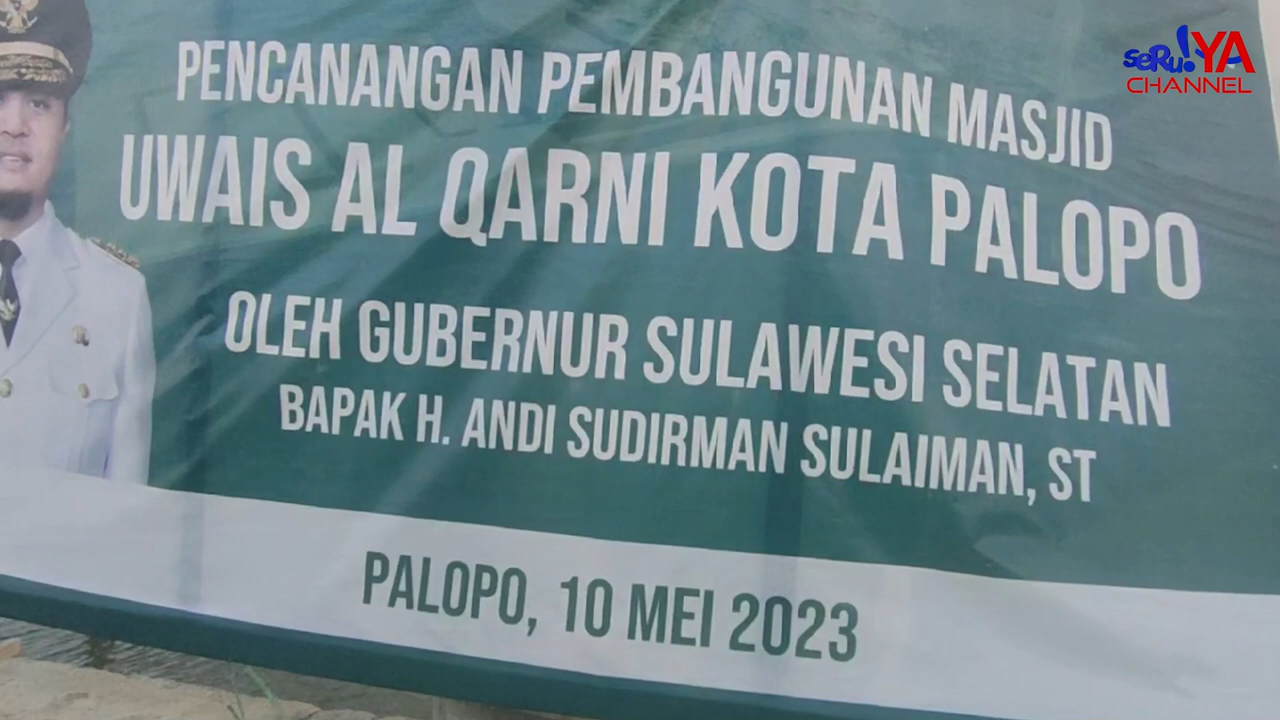 seRu!YA
CHANNEL
PENCANANGAN PEMBANGUNAN MASJID
UWAIS AL QARNI KOTA PALOPO
OLEH GUBERNUR SULAWESI SELATAN
BAPAK H. ANDI SUDIRMAN SULAIMAN, ST
PALOPO, 10 MEI 2023